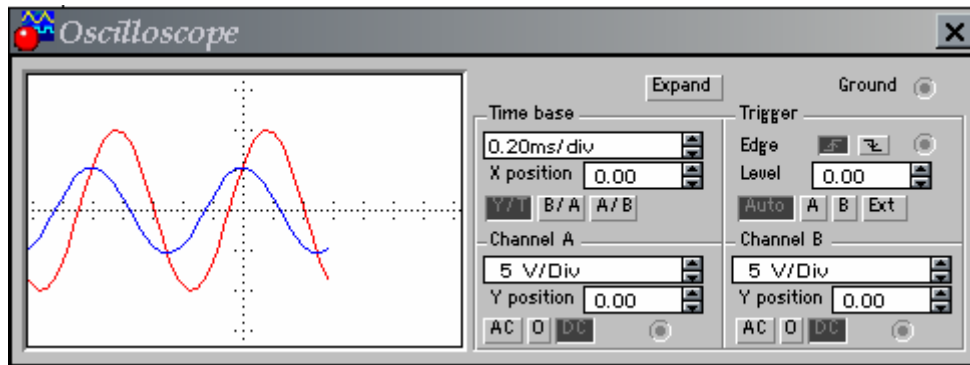 Oscilloscope
Expand
Ground
Time base
0.20ms/div
X position 0.00
Y/T B/A A/B
Trigger
Edge
Level 0.00
Auto A B Ext
Channel A
5 V/Div
Y position 0.00
AC 0 DC
Channel B
5 V/Div
Y position 0.00
AC 0 DC